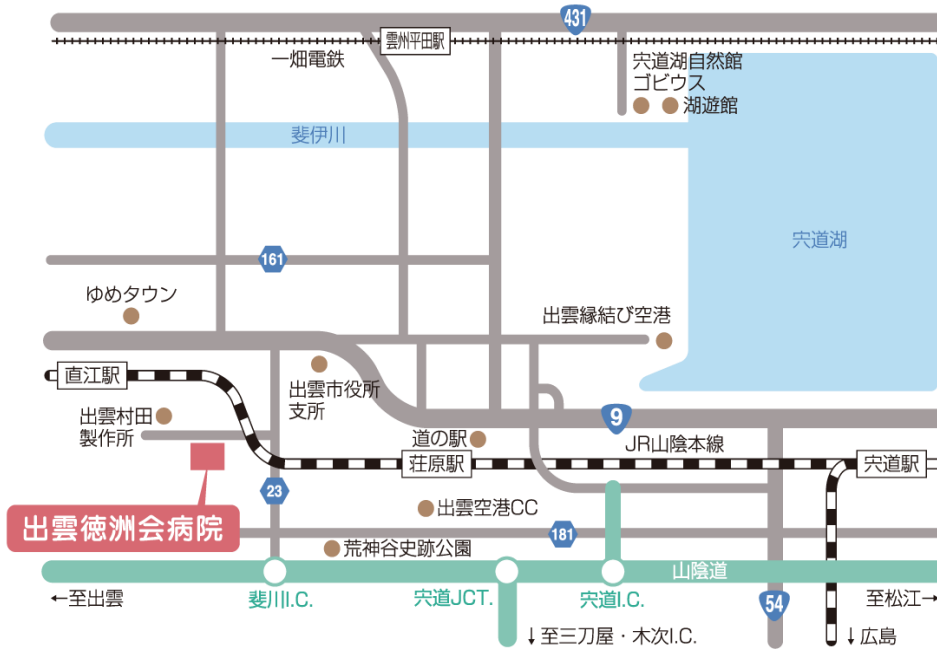 431
雲州平田駅
一畑電鉄
宍道湖自然館
ゴビウス
湖遊館
斐伊川
宍道湖
161
ゆめタウン
出雲縁結び空港
直江駅
出雲市役所
支所
出雲村田
製作所
9
道の駅
JR山陰本線
荘原駅
宍道駅
23
出雲空港CC
出雲徳洲会病院
181
荒神谷史跡公園
山陰道
←至出雲
斐川I.C.
宍道JCT.
宍道I.C.
54
至松江→
↓至三刀屋・木次I.C.
↓広島